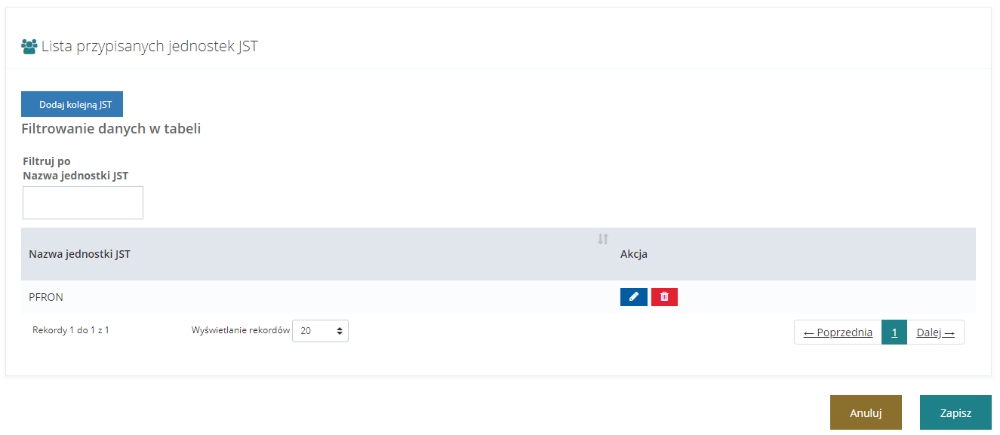 Lista przypisanych jednostek JST
Dodaj kolejną JST
Filtrowanie danych w tabeli
Filtruj po
Nazwa jednostki JST
Nazwa jednostki JST
Akcja
PFRON
Rekordy 1 do 1 z 1
Wyświetlanie rekordów 20
← Poprzednia 1 Dalej →
Anuluj
Zapisz